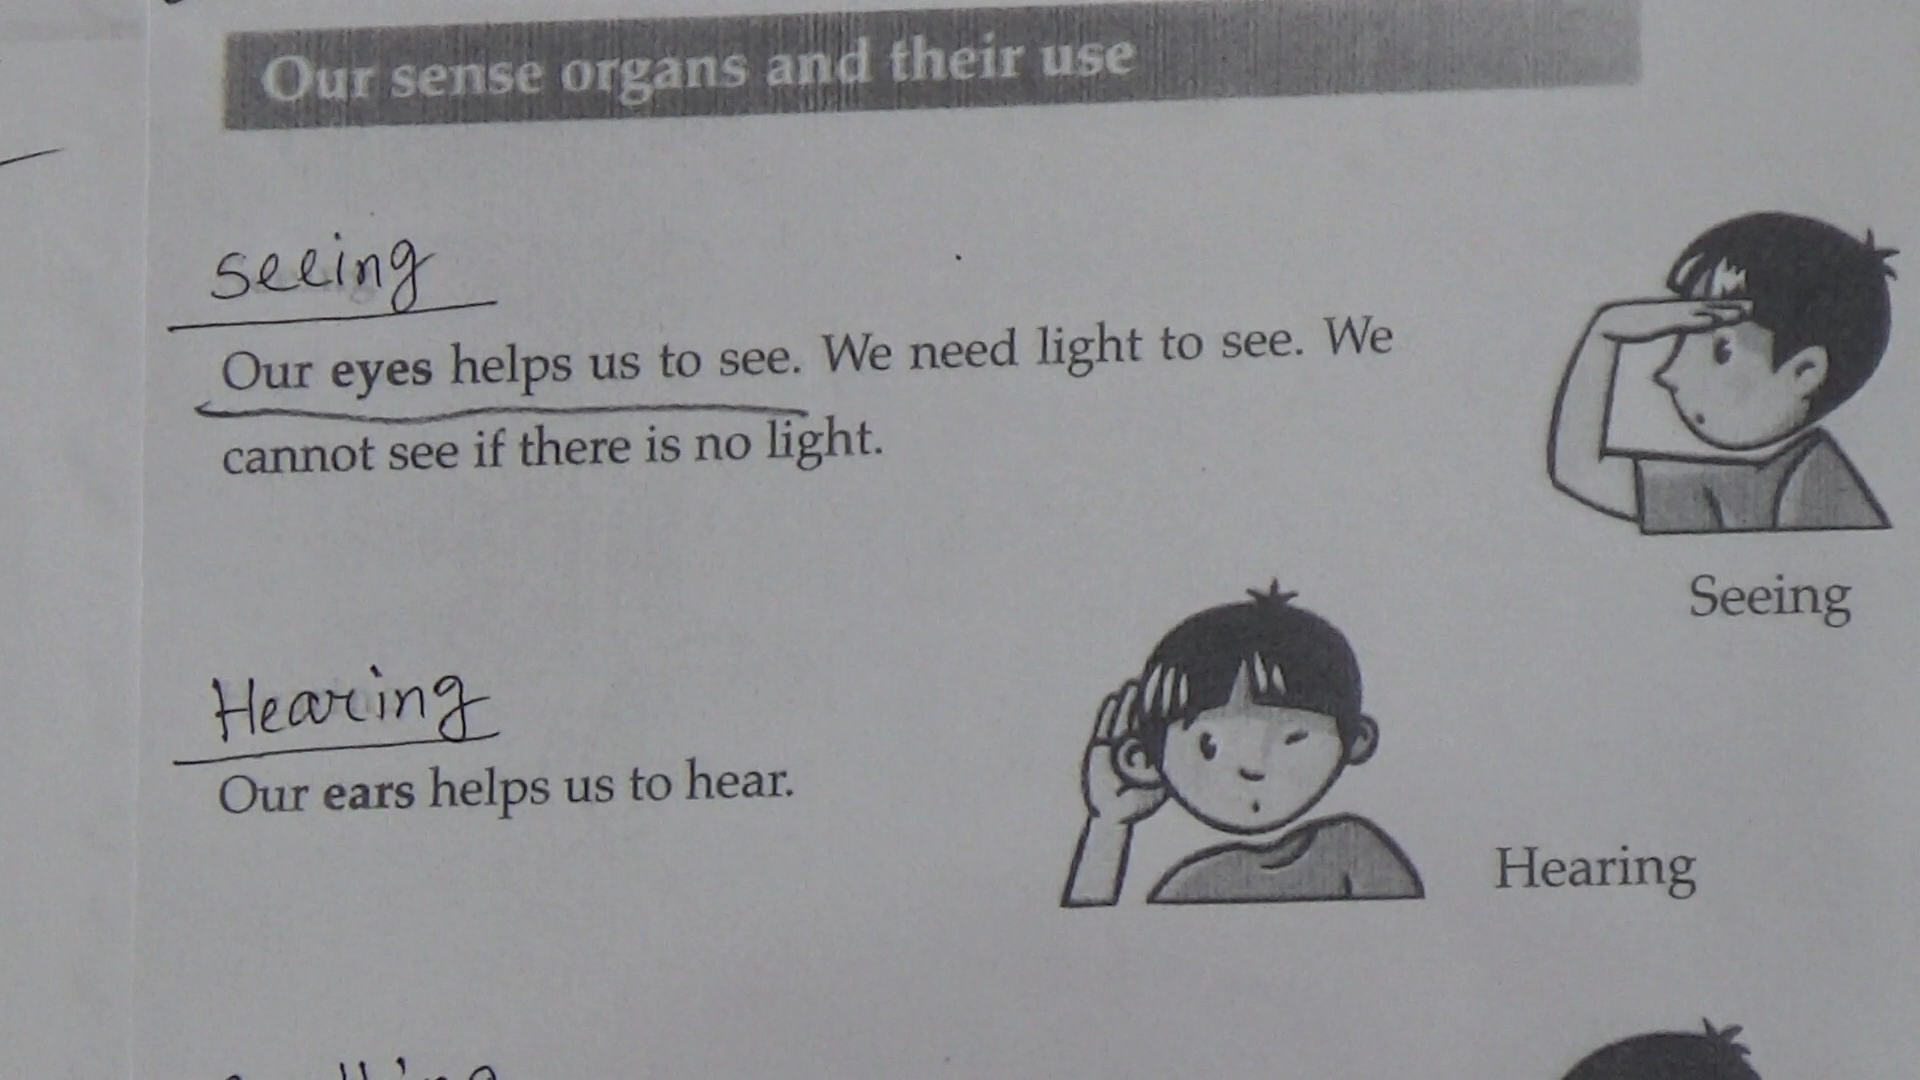 Our sense organs and their use
seeing
Our eyes helps us to see. We need light to see. We
cannot see if there is no light.
Seeing
Hearing
Our ears helps us to hear.
Hearing